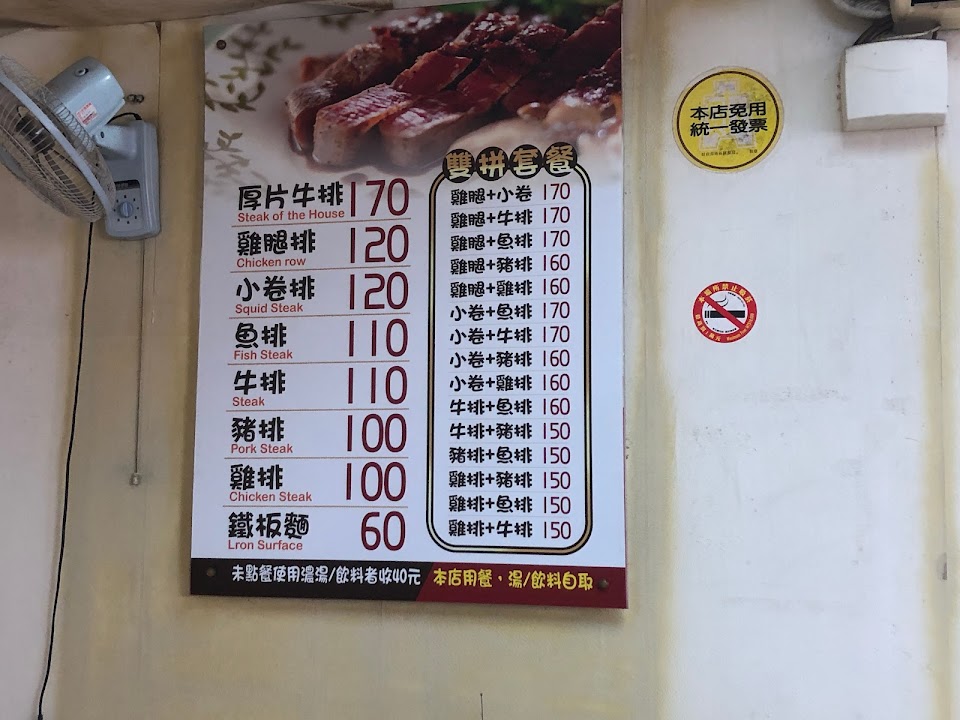 厚片牛排 170
Steak of the House
雞腿排 120
Chicken row
小卷排 120
Squid Steak
魚排 110
Fish Steak
牛排 110
Steak
豬排 100
Pork Steak
雞排 100
Chicken Steak
鐵板麵 60
Lron Surface
雙拼套餐
雞腿+小卷 170
雞腿+牛排 170
雞腿+魚排 170
雞腿+豬排 160
雞腿+雞排 160
小卷+魚排 170
小卷+牛排 170
小卷+豬排 160
小卷+雞排 160
牛排+魚排 160
牛排+豬排 150
豬排+魚排 150
雞排+豬排 150
雞排+魚排 150
雞排+牛排 150
未點餐使用濃湯/飲料者收40元
本店用餐,湯/飲料自取
本店免用
統一發票
本場所禁止吸菸